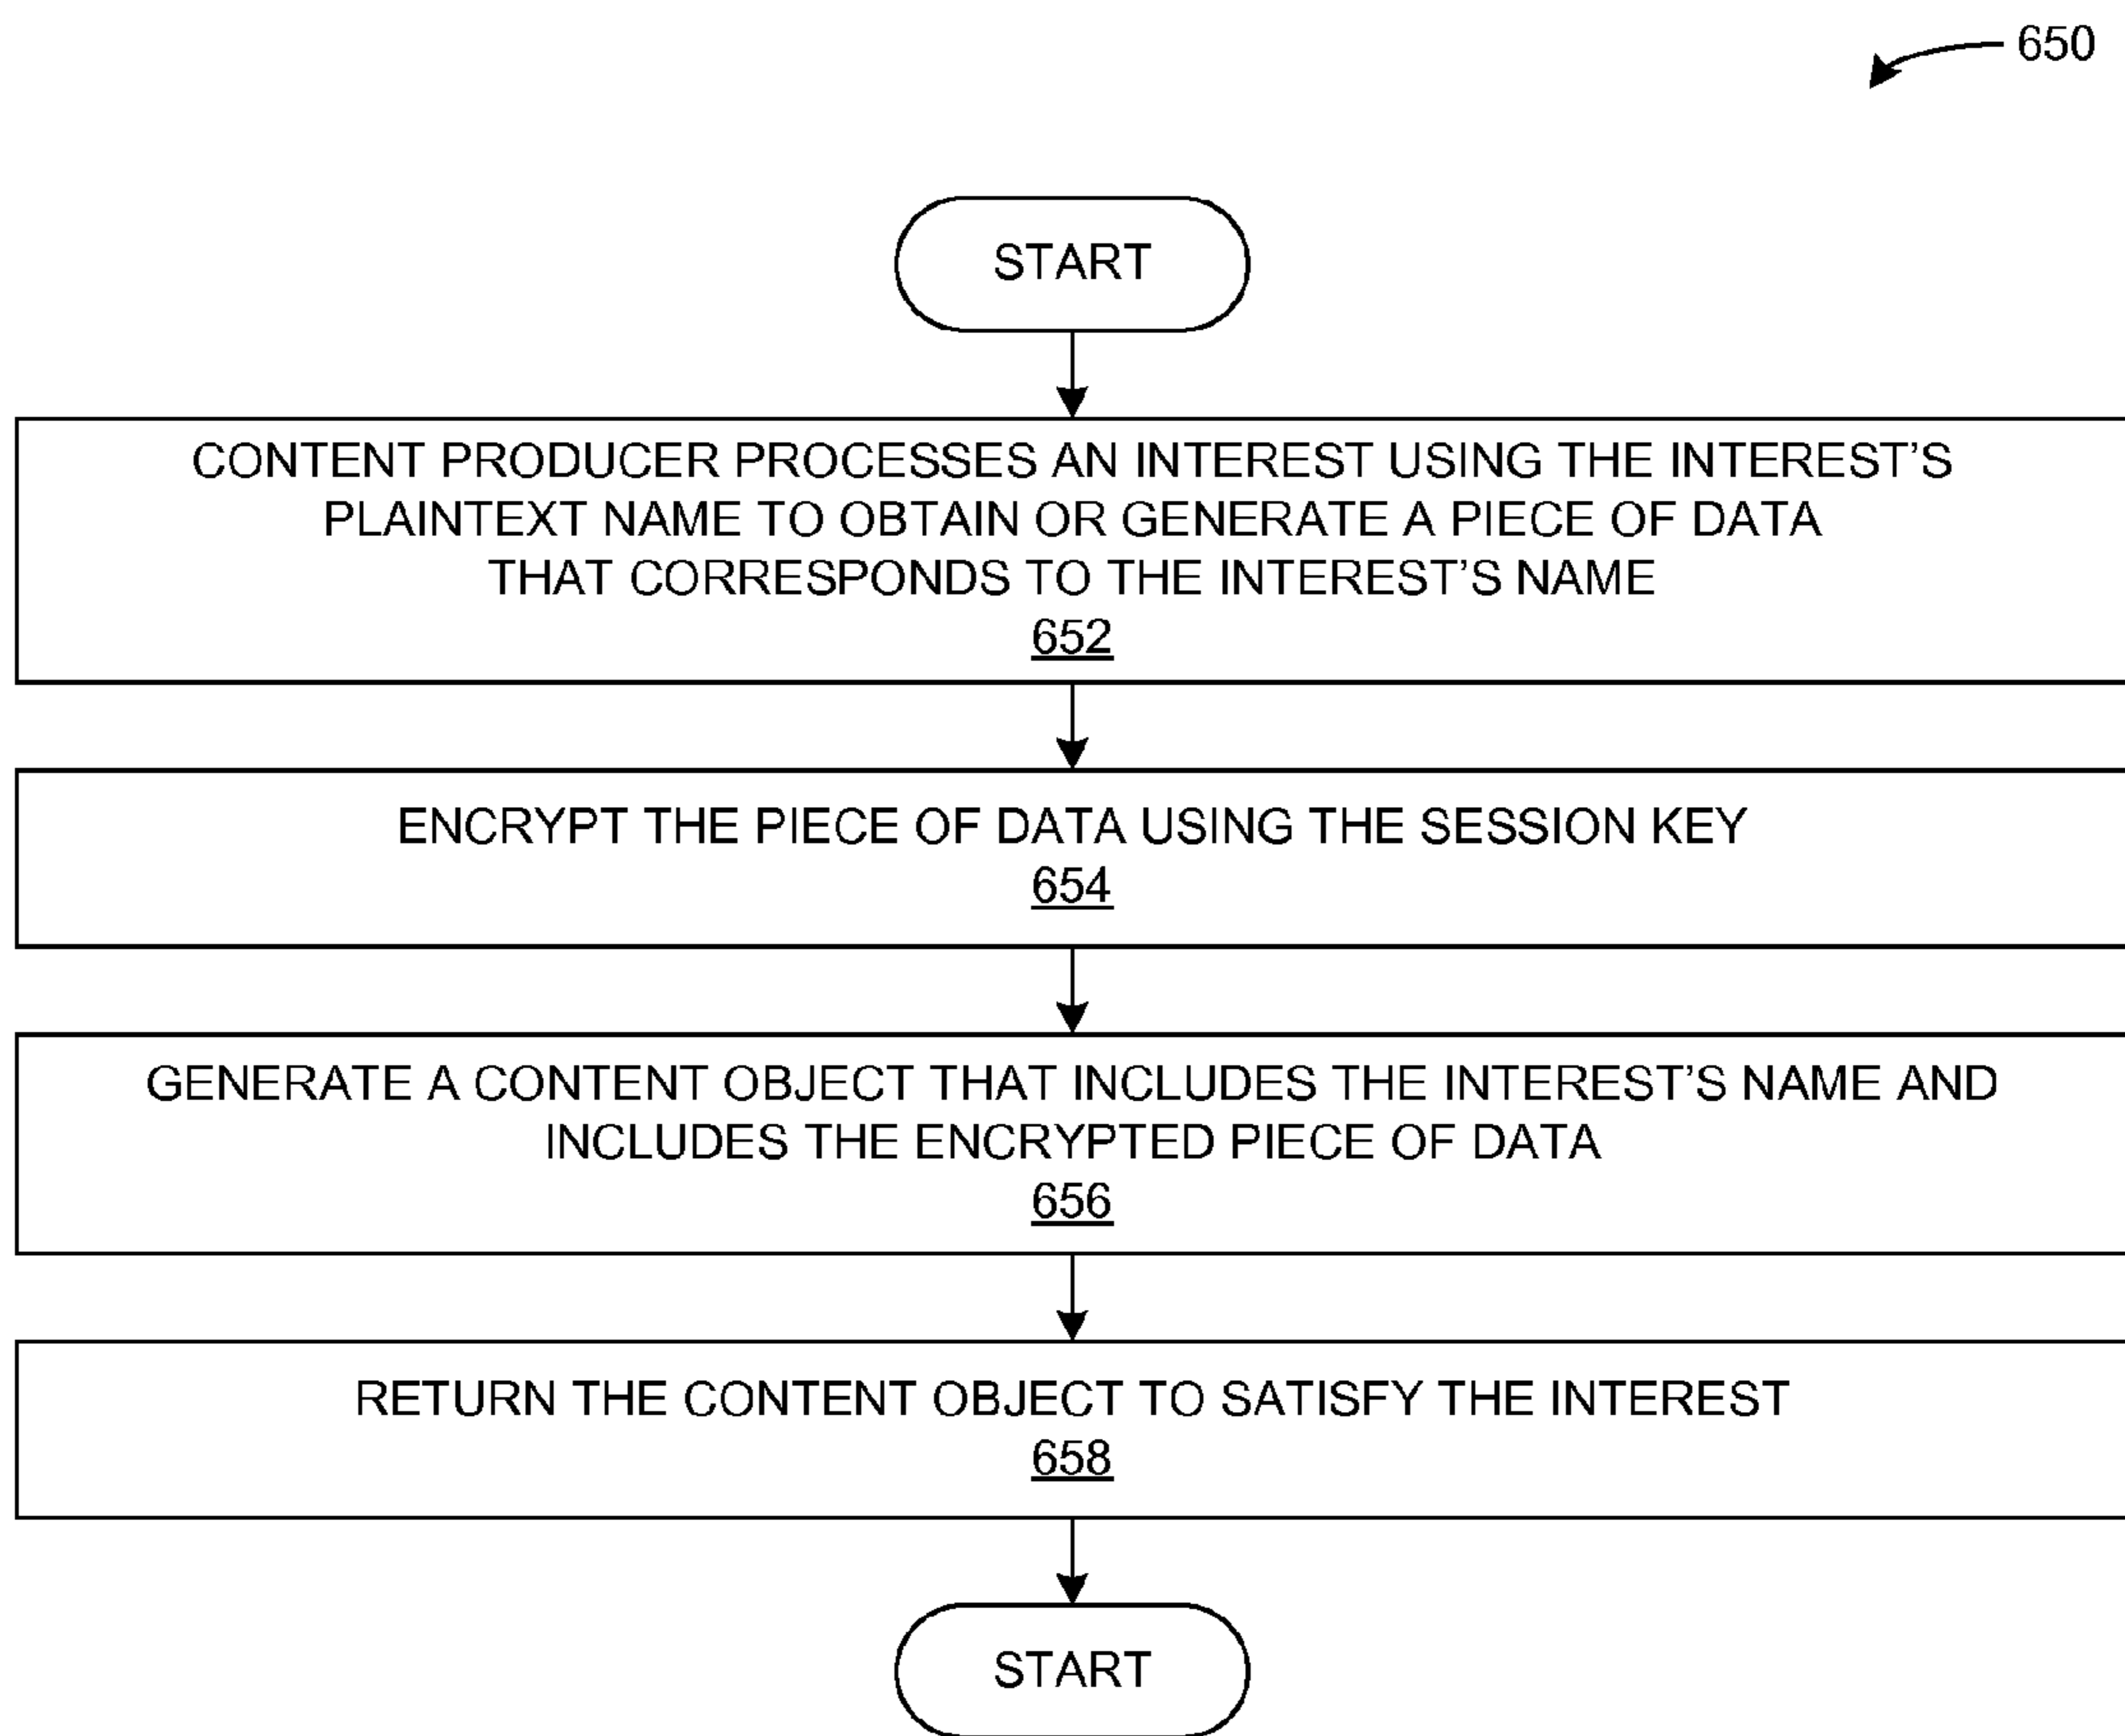 650
START
CONTENT PRODUCER PROCESSES AN INTEREST USING THE INTEREST’S
PLAINTEXT NAME TO OBTAIN OR GENERATE A PIECE OF DATA
THAT CORRESPONDS TO THE INTEREST’S NAME
652
ENCRYPT THE PIECE OF DATA USING THE SESSION KEY
654
GENERATE A CONTENT OBJECT THAT INCLUDES THE INTEREST’S NAME AND
INCLUDES THE ENCRYPTED PIECE OF DATA
656
RETURN THE CONTENT OBJECT TO SATISFY THE INTEREST
658
START